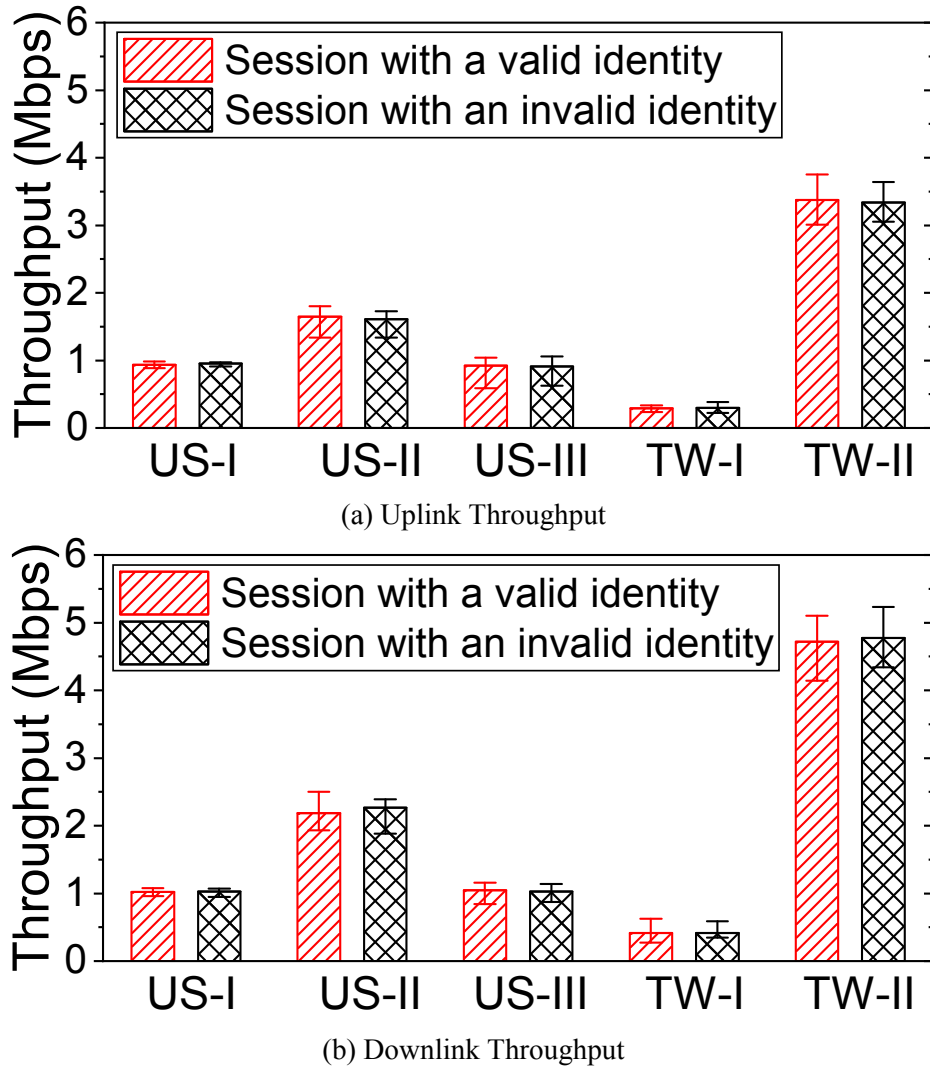 Throughput (Mbps)
6
5
4
3
2
1
0
Session with a valid identity
Session with an invalid identity
US-I US-II US-III TW-I TW-II
(a) Uplink Throughput
Throughput (Mbps)
6
5
4
3
2
1
0
Session with a valid identity
Session with an invalid identity
US-I US-II US-III TW-I TW-II
(b) Downlink Throughput